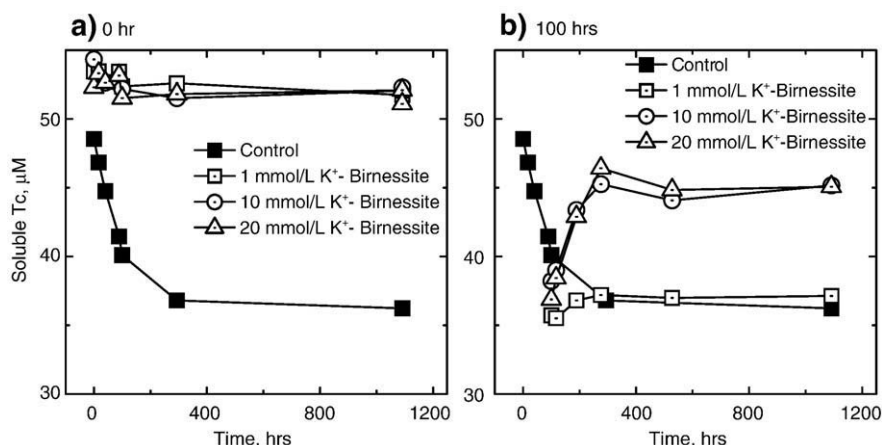 a) 0 hr
b) 100 hrs
50
40
30
Soluble Tc, μM
Control
1 mmol/L K⁺- Birnessite
10 mmol/L K⁺- Birnessite
20 mmol/L K⁺- Birnessite
0 400 800 1200
Time, hrs
50
40
30
Control
1 mmol/L K⁺-Birnessite
10 mmol/L K⁺-Birnessite
20 mmol/L K⁺-Birnessite
0 400 800 1200
Time, hrs